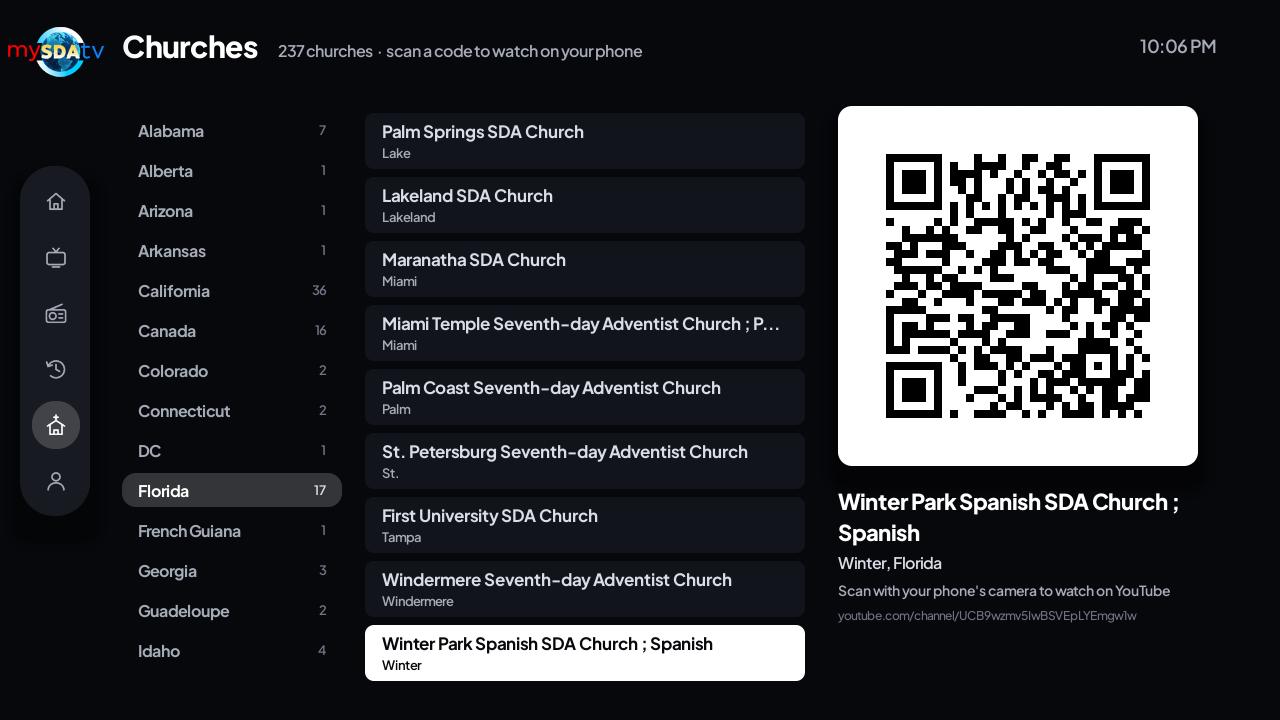 mySDAtv
Churches
237 churches · scan a code to watch on your phone
10:06 PM
Alabama 7
Alberta 1
Arizona 1
Arkansas 1
California 36
Canada 16
Colorado 2
Connecticut 2
DC 1
Florida 17
French Guiana 1
Georgia 3
Guadeloupe 2
Idaho 4
Palm Springs SDA Church
Lake
Lakeland SDA Church
Lakeland
Maranatha SDA Church
Miami
Miami Temple Seventh-day Adventist Church ; P...
Miami
Palm Coast Seventh-day Adventist Church
Palm
St. Petersburg Seventh-day Adventist Church
St.
First University SDA Church
Tampa
Windermere Seventh-day Adventist Church
Windermere
Winter Park Spanish SDA Church ; Spanish
Winter
Winter Park Spanish SDA Church ;
Spanish
Winter, Florida
Scan with your phone's camera to watch on YouTube
youtube.com/channel/UCB9wzmv5IwBSVEpLYEmgw1w